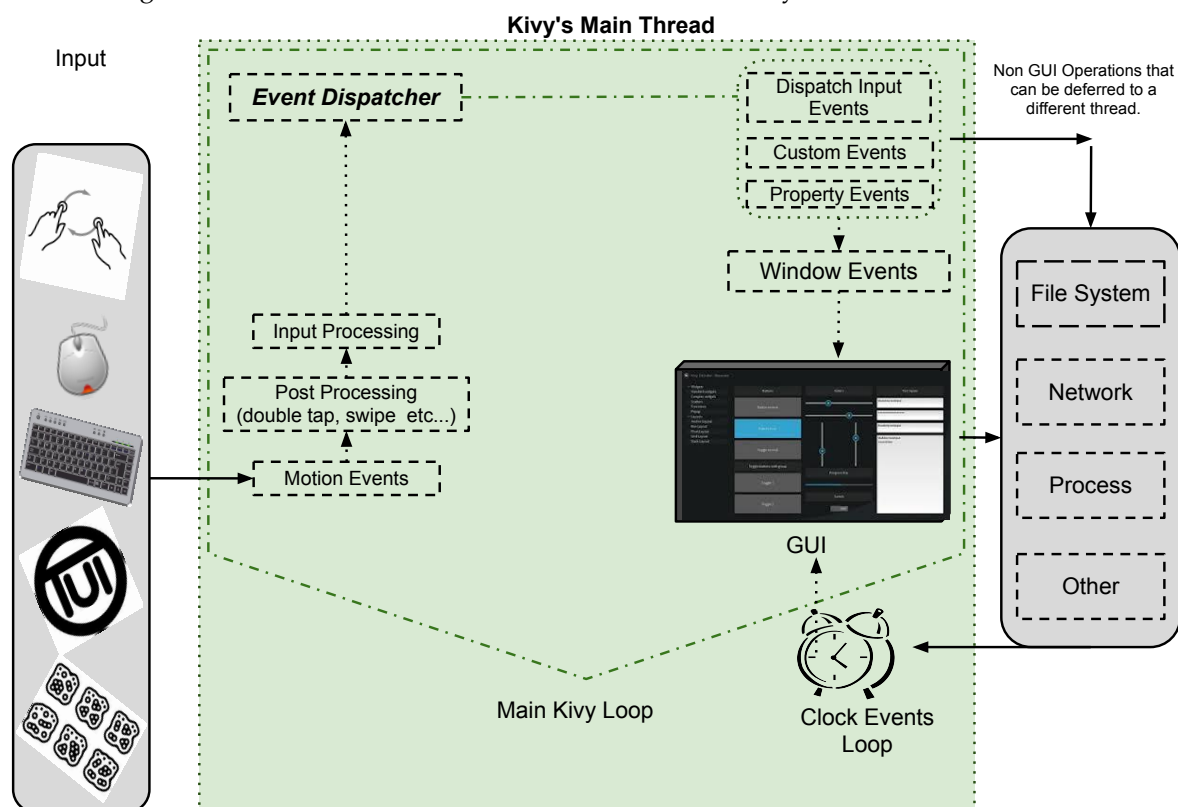 Kivy's Main Thread
Input
Event Dispatcher
Dispatch Input
Events
Custom Events
Property Events
Non GUI Operations that
can be deferred to a
different thread.
Window Events
File System
Network
Process
Other
Input Processing
Post Processing
(double tap, swipe etc...)
Motion Events
TUI
GUI
Main Kivy Loop
Clock Events
Loop